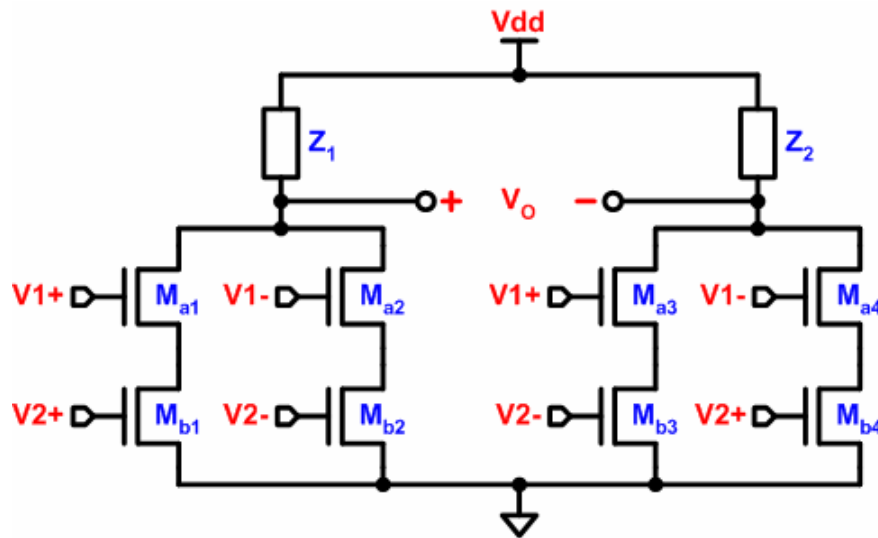 Vdd
Z1 Z2
+ VO −
V1+ Ma1 V1- Ma2 V1+ Ma3 V1- Ma4
V2+ Mb1 V2- Mb2 V2- Mb3 V2+ Mb4